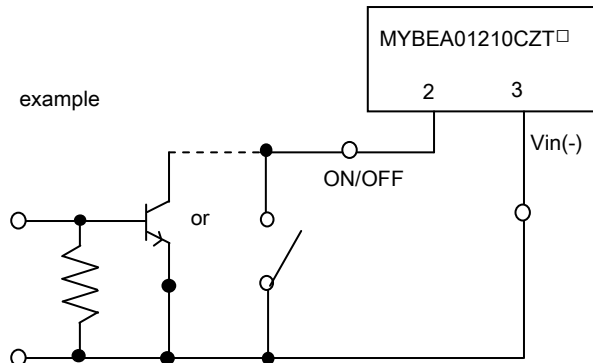 MYBEA01210CZT□
2 3
example
Vin(-)
ON/OFF
or